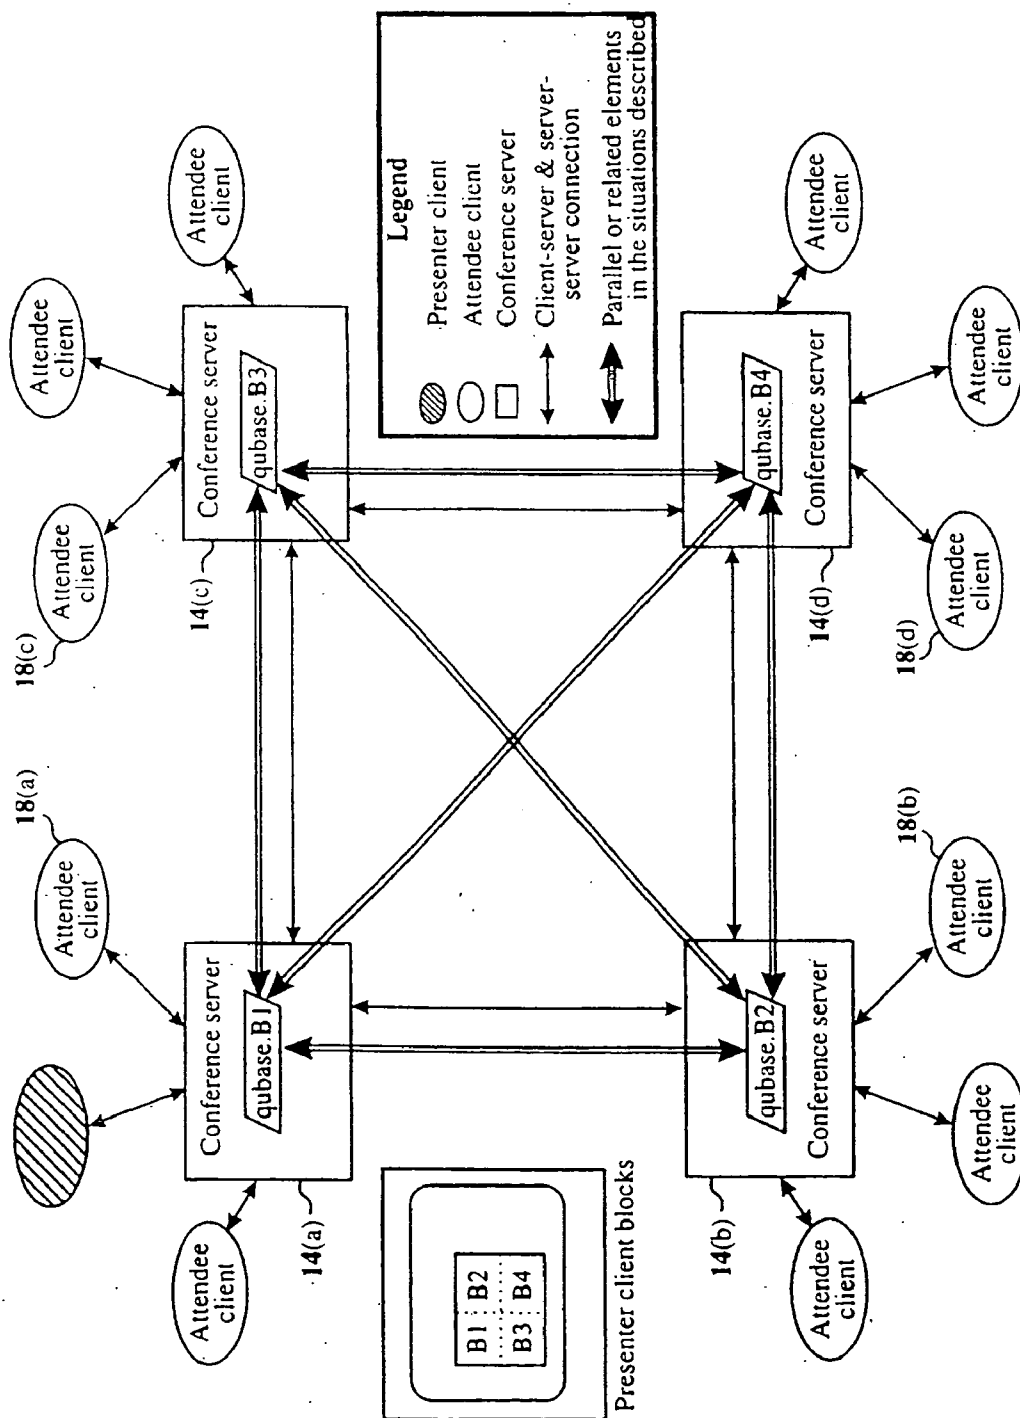 Attendee
client
18(a)
Attendee
client
18(c)
Attendee
client
Attendee
client
Attendee
client
Conference server
qubase.B1
14(a)
Conference server
qubase.B3
14(c)
Attendee
client
B1 B2
B3 B4
Presenter client blocks
Legend
Presenter client
Attendee client
Conference server
Client-server & server-
server connection
Parallel or related elements
in the situations described
14(b)
qubase.B2
Conference server
14(d)
qubase.B4
Conference server
Attendee
client
Attendee
client
Attendee
client
18(b)
Attendee
client
18(d)
Attendee
client
Attendee
client